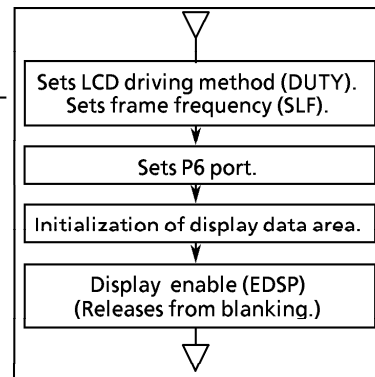 Sets LCD driving method (DUTY).
Sets frame frequency (SLF).
Sets P6 port.
Initialization of display data area.
Display enable (EDSP)
(Releases from blanking.)